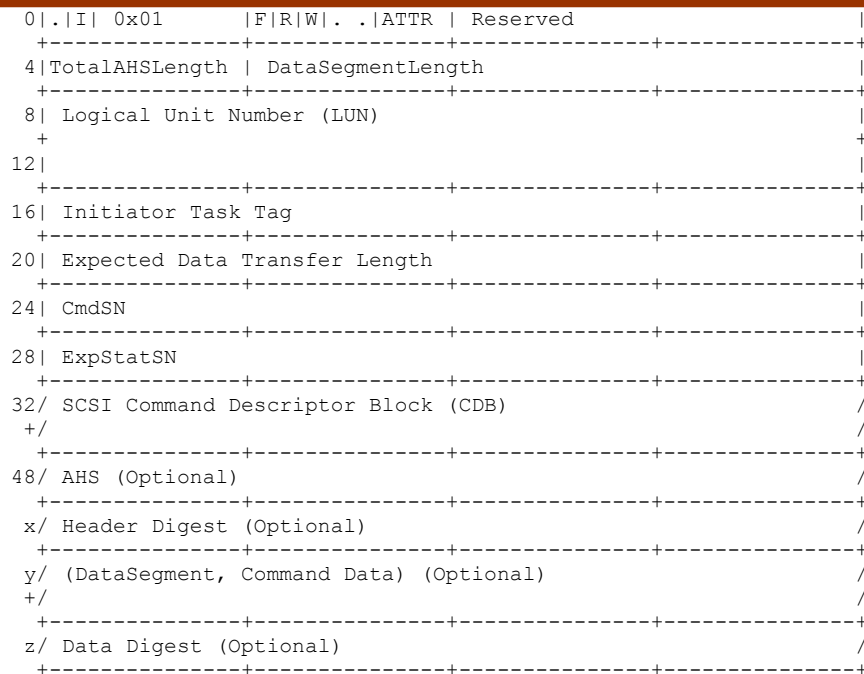 0|.|I| 0x01      |F|R|W|. .|ATTR | Reserved                      |
 +---------------+---------------+---------------+---------------+
4|TotalAHSLength | DataSegmentLength                             |
 +---------------+---------------+---------------+---------------+
8| Logical Unit Number (LUN)                                     |
 +                                                               +
12|                                                               |
 +---------------+---------------+---------------+---------------+
16| Initiator Task Tag                                            |
 +---------------+---------------+---------------+---------------+
20| Expected Data Transfer Length                                 |
 +---------------+---------------+---------------+---------------+
24| CmdSN                                                         |
 +---------------+---------------+---------------+---------------+
28| ExpStatSN                                                     |
 +---------------+---------------+---------------+---------------+
32/ SCSI Command Descriptor Block (CDB)                           /
 +/                                                              /
 +---------------+---------------+---------------+---------------+
48/ AHS (Optional)                                                /
 +---------------+---------------+---------------+---------------+
x/ Header Digest (Optional)                                      /
 +---------------+---------------+---------------+---------------+
y/ (DataSegment, Command Data) (Optional)                        /
 +/                                                              /
 +---------------+---------------+---------------+---------------+
z/ Data Digest (Optional)                                        /
 +---------------+---------------+---------------+---------------+